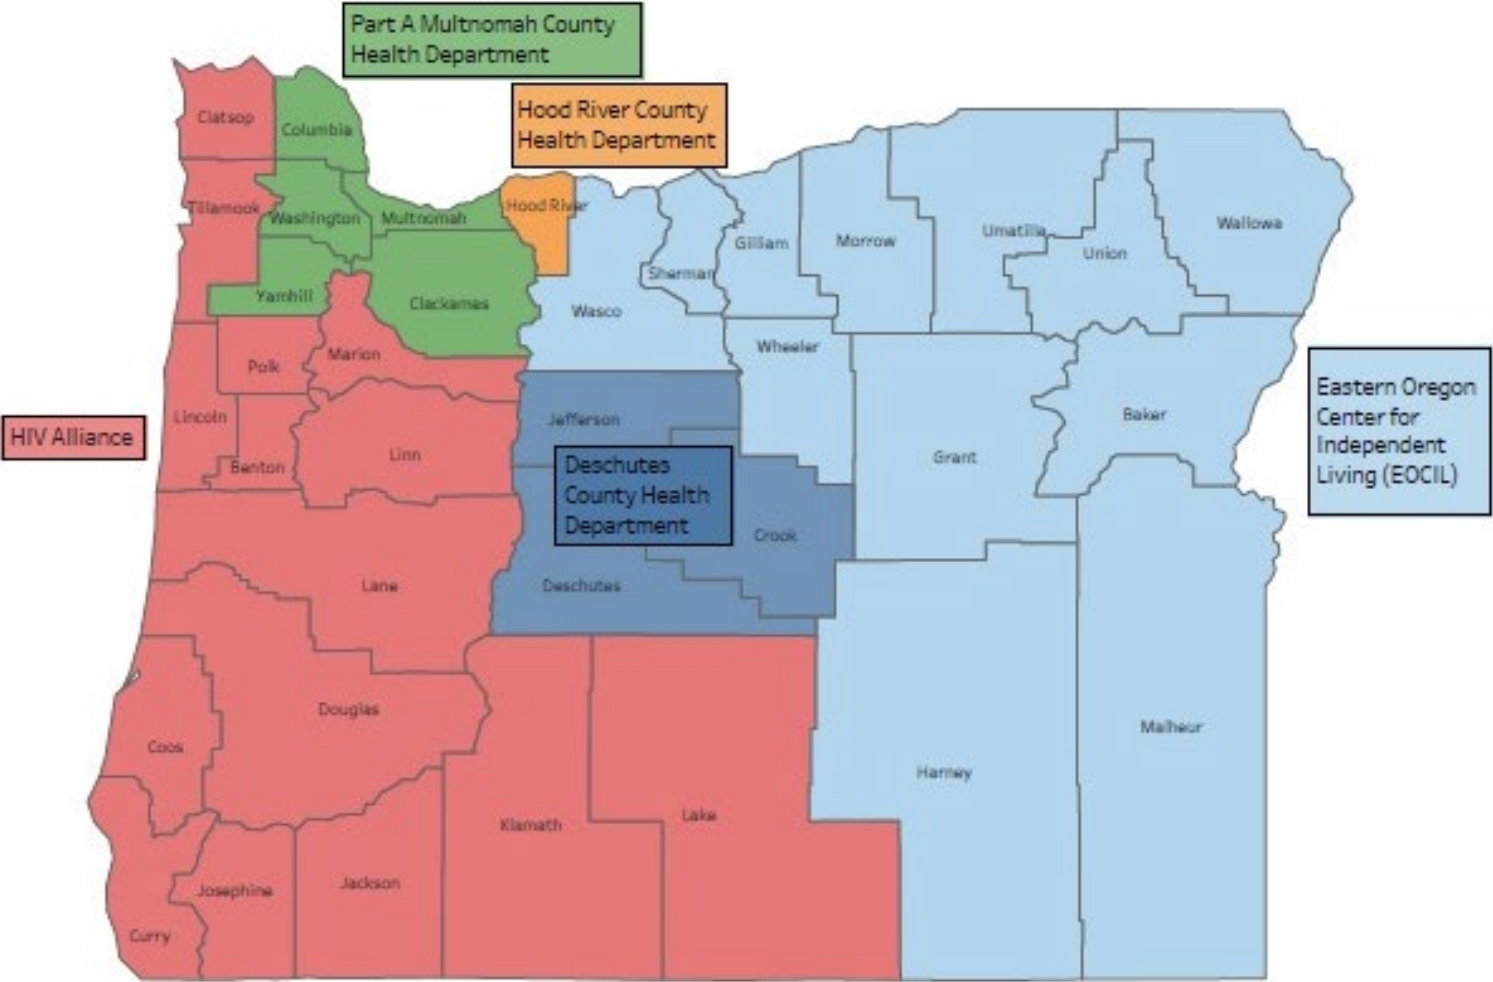 Part A Multnomah County
Health Department
Hood River County
Health Department
Clatsop
Columbia
Tillamook
Washington
Multnomah
Hood River
Gilliam
Morrow
Umatilla
Union
Wallowa
Sherman
Yamhill
Clackamas
Wasco
Marion
Wheeler
Polk
Lincoln
Jefferson
Baker
HIV Alliance
Benton
Linn
Grant
Deschutes
County Health
Department
Eastern Oregon
Center for
Independent
Living (EOCIL)
Crook
Lane
Deschutes
Douglas
Coos
Malheur
Harney
Klamath
Lake
Josephine
Jackson
Curry